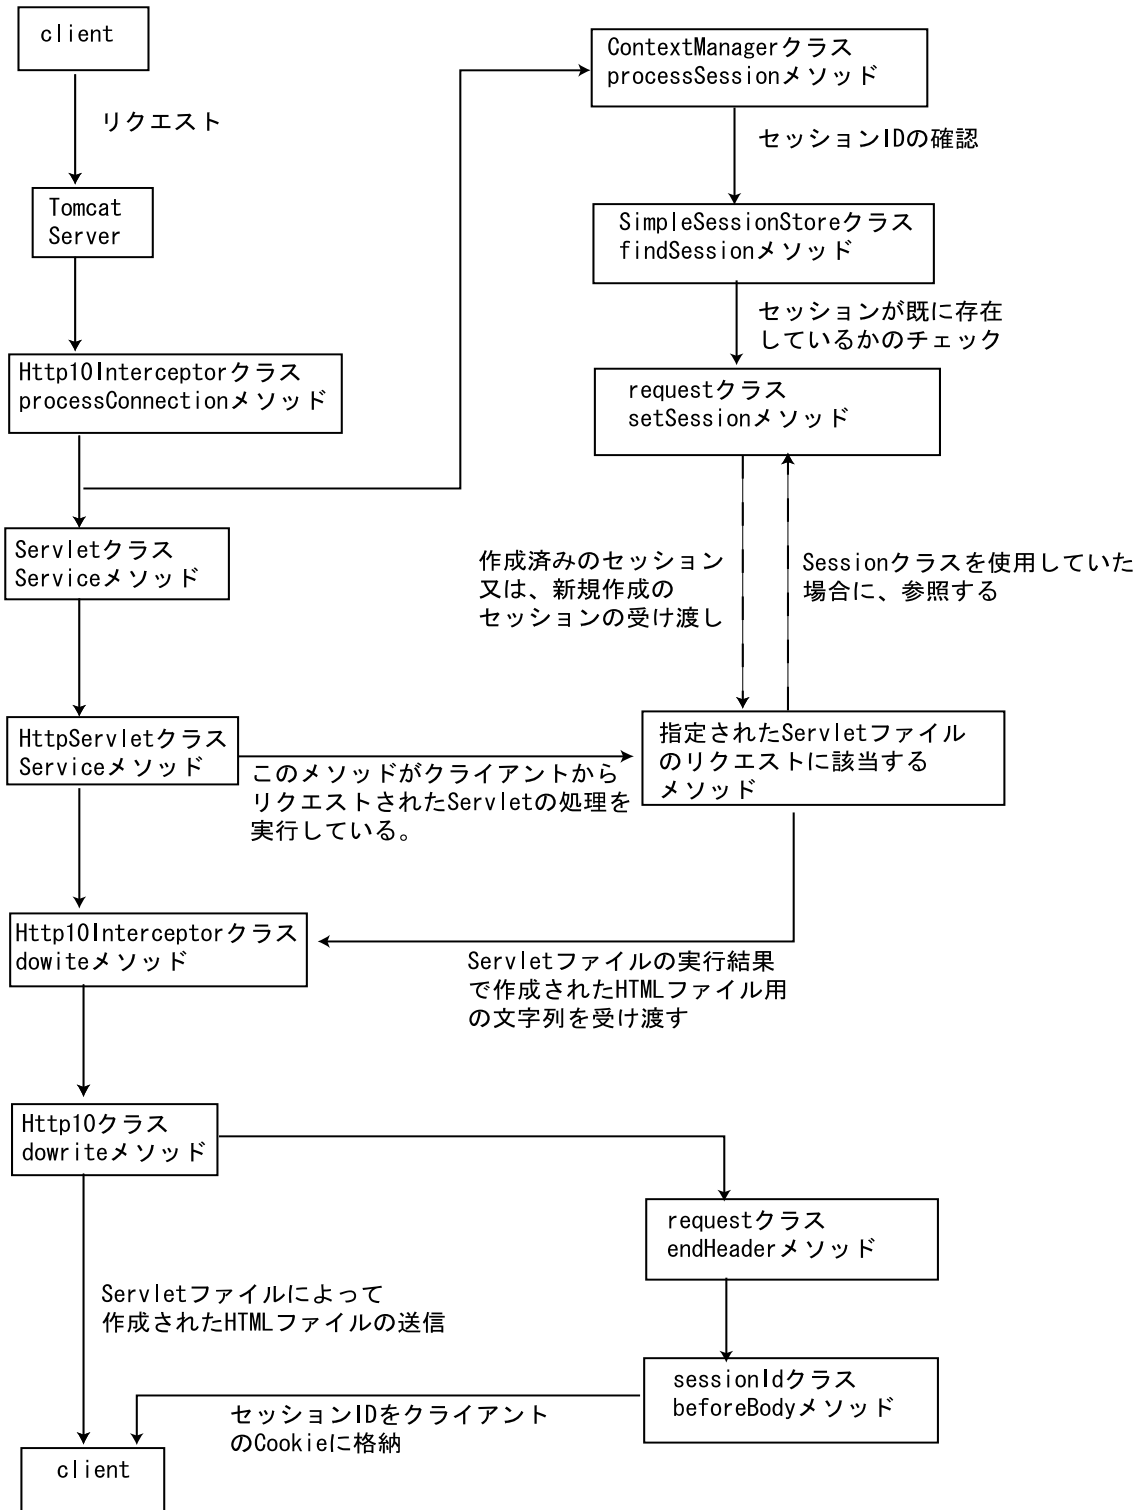 client
リクエスト
Tomcat
Server
Http10Interceptorクラス
processConnectionメソッド
ContextManagerクラス
processSessionメソッド
セッションIDの確認
SimpleSessionStoreクラス
findSessionメソッド
セッションが既に存在
しているかのチェック
requestクラス
setSessionメソッド
Servletクラス
Serviceメソッド
作成済みのセッション
又は、新規作成の
セッションの受け渡し
Sessionクラスを使用していた
場合に、参照する
HttpServletクラス
Serviceメソッド
このメソッドがクライアントから
リクエストされたServletの処理を
実行している。
指定されたServletファイル
のリクエストに該当する
メソッド
Http10Interceptorクラス
dowiteメソッド
Servletファイルの実行結果
で作成されたHTMLファイル用
の文字列を受け渡す
Http10クラス
dowriteメソッド
requestクラス
endHeaderメソッド
Servletファイルによって
作成されたHTMLファイルの送信
sessionIdクラス
beforeBodyメソッド
セッションIDをクライアント
のCookieに格納
client